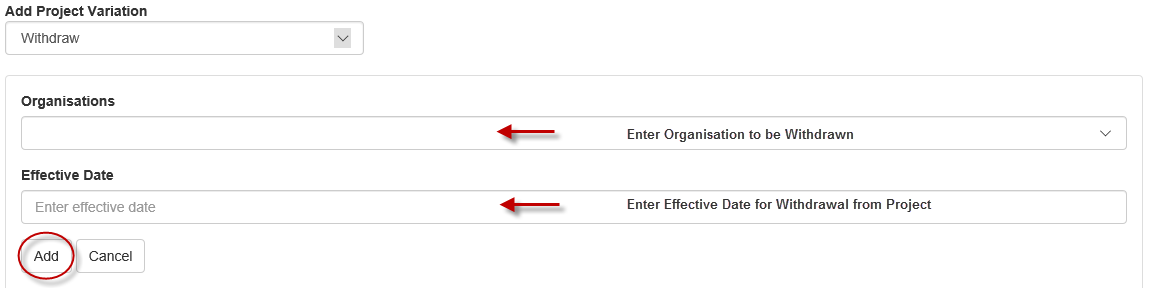 Add Project Variation
Withdraw
Organisations
Enter Organisation to be Withdrawn
Effective Date
Enter effective date
Enter Effective Date for Withdrawal from Project
Add Cancel